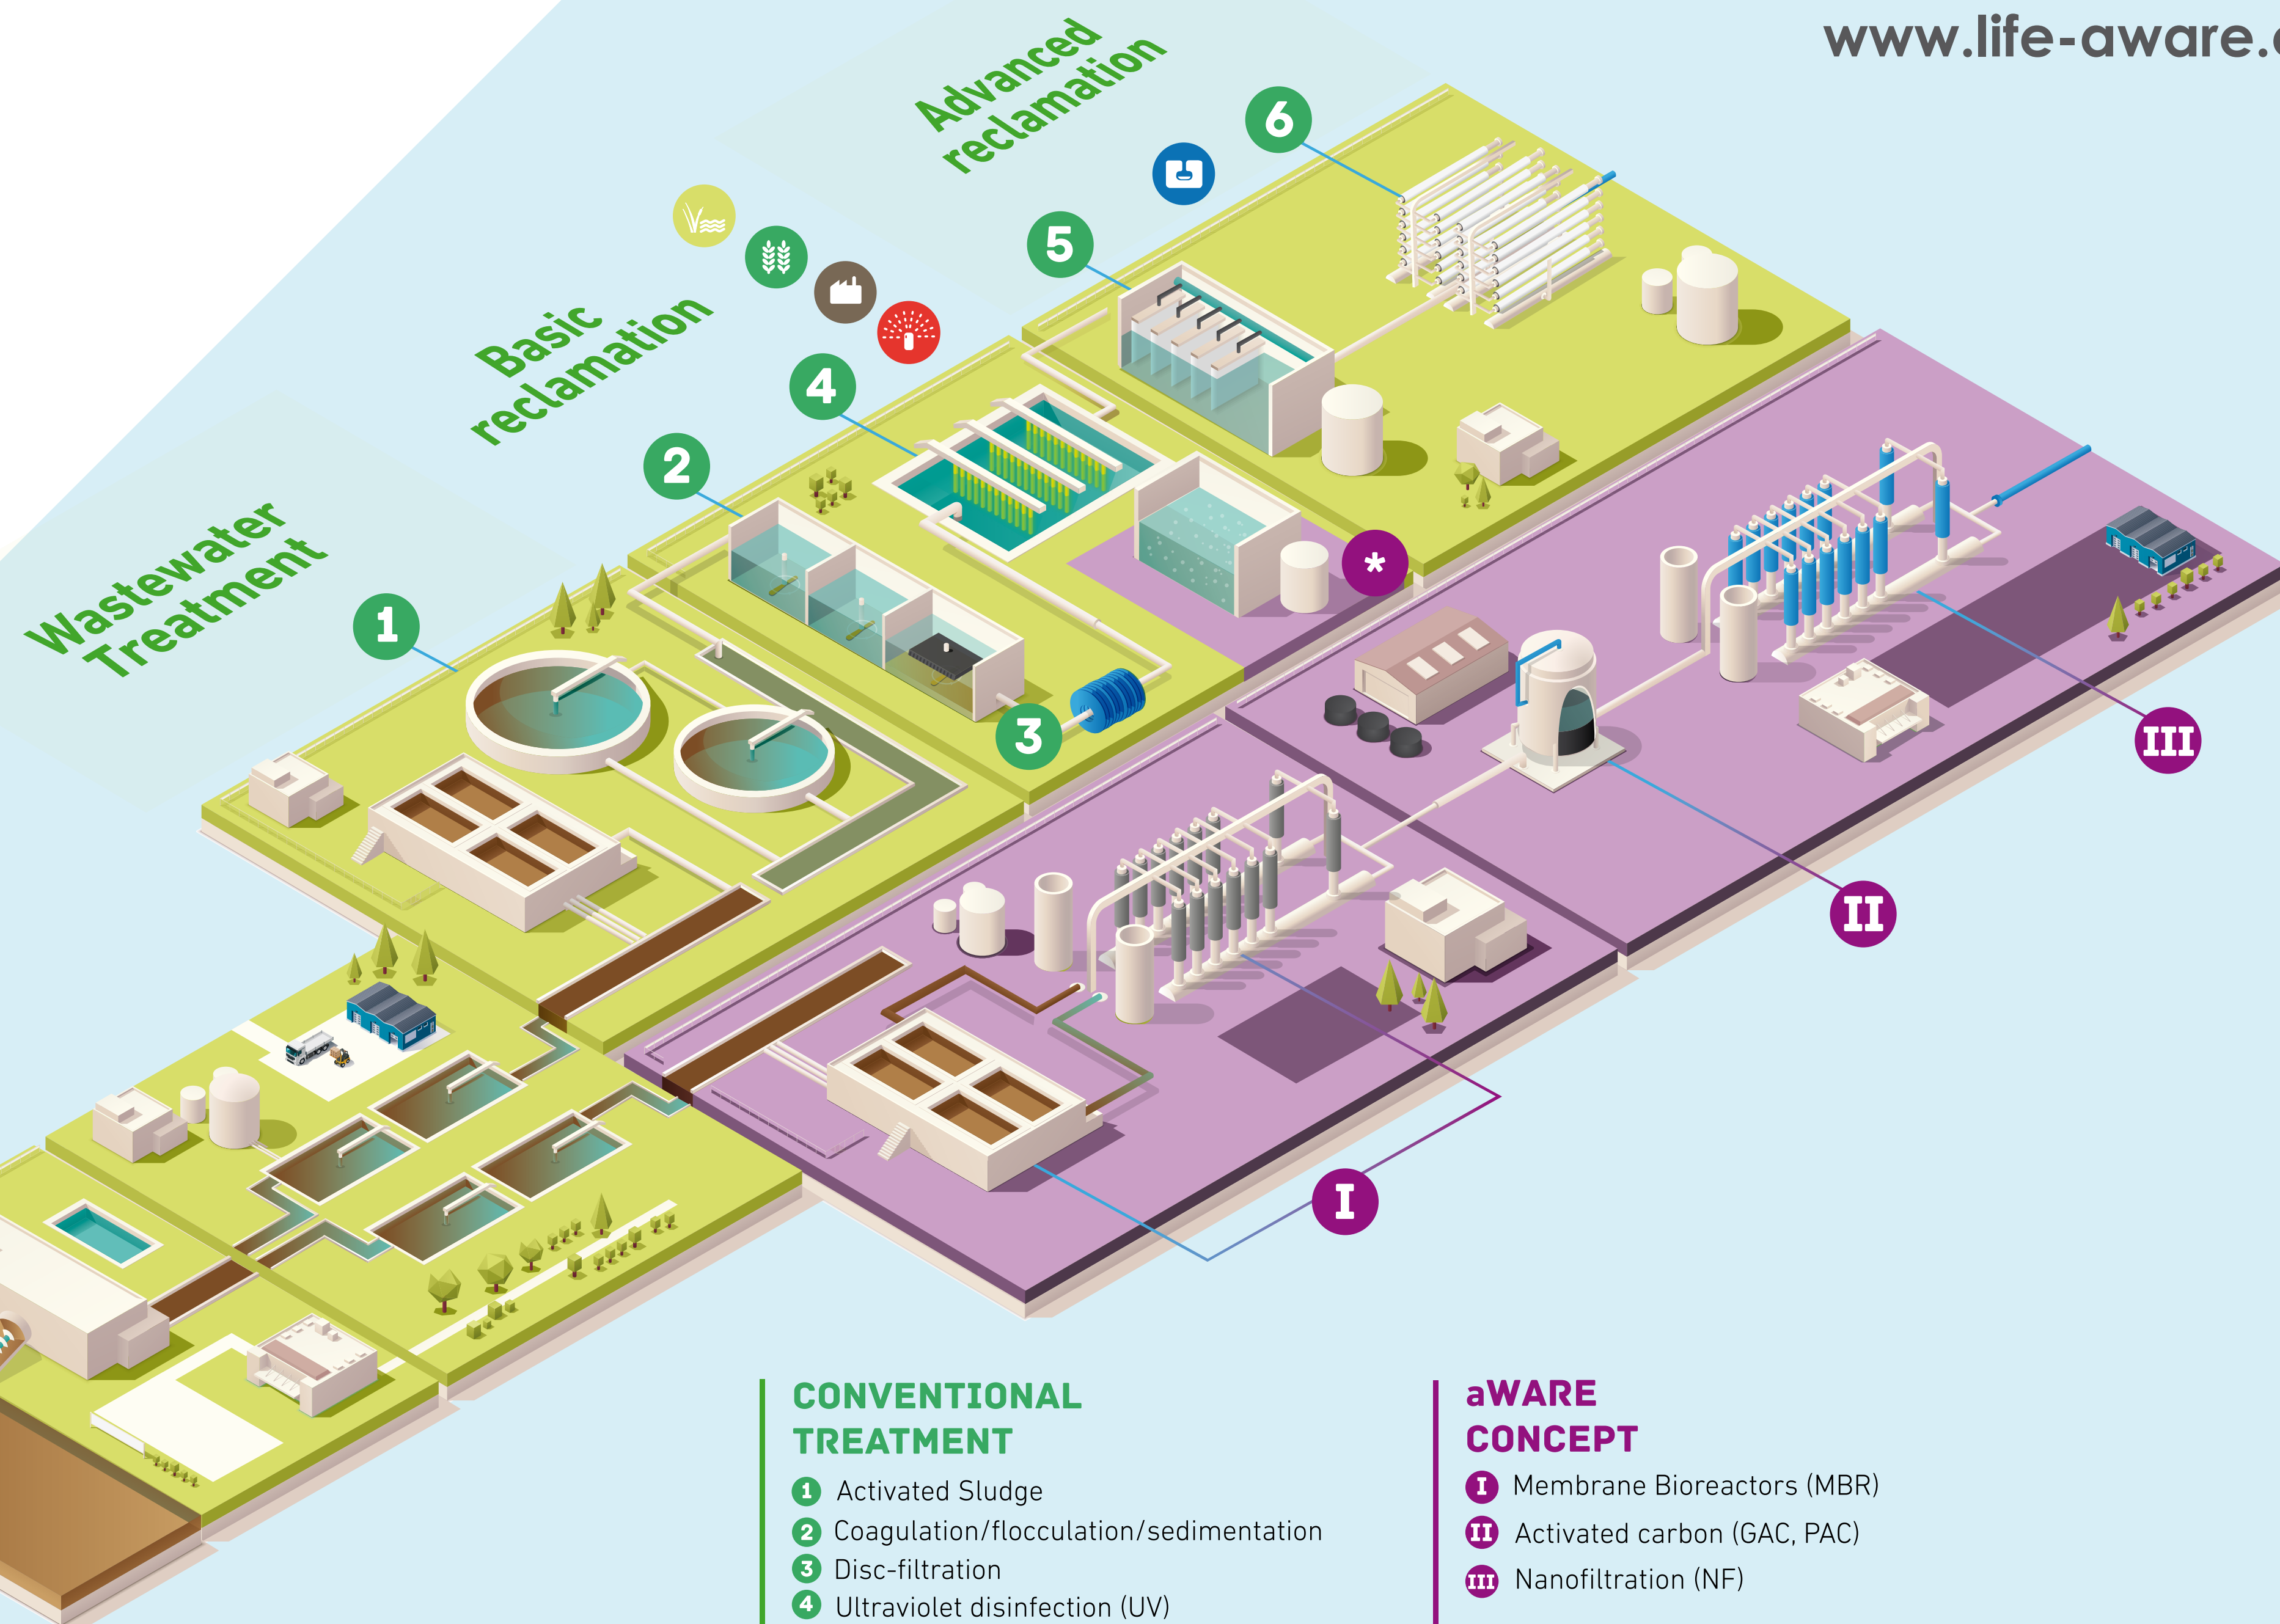 www.life-aware.
Advanced
reclamation
6
5
Basic
reclamation
4
2
Wastewater
Treatment
1
*
3
III
II
I
CONVENTIONAL
TREATMENT
1 Activated Sludge
2 Coagulation/flocculation/sedimentation
3 Disc-filtration
4 Ultraviolet disinfection (UV)
aWARE
CONCEPT
I Membrane Bioreactors (MBR)
II Activated carbon (GAC, PAC)
III Nanofiltration (NF)